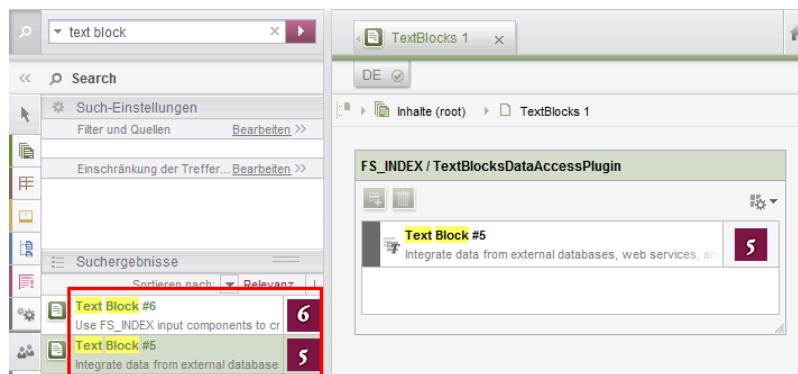 text block
TextBlocks 1
DE
Search
Such-Einstellungen
Filter und Quellen Bearbeiten >>
Einschränkung der Treffer... Bearbeiten >>
Suchergebnisse
Sortieren nach: Relevanz
Text Block #6
Use FS_INDEX input components to cr
6
Text Block #5
Integrate data from external database
5
Inhalte (root) TextBlocks 1
FS_INDEX / TextBlocksDataAccessPlugin
Text Block #5
Integrate data from external databases, web services, an
5